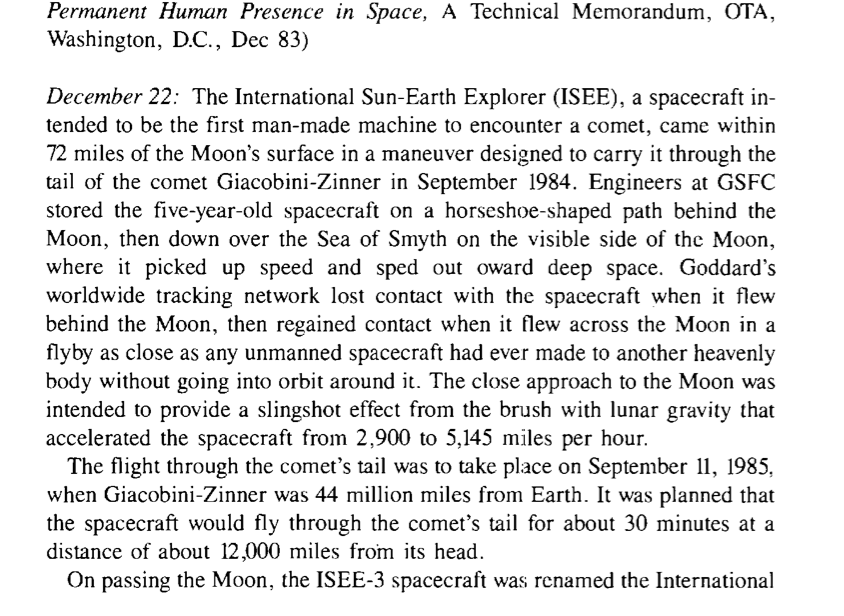 Permanent Human Presence in Space, A Technical Memorandum, OTA,
Washington, D.C., Dec 83)
December 22: The International Sun-Earth Explorer (ISEE), a spacecraft in-
tended to be the first man-made machine to encounter a comet, came within
72 miles of the Moon's surface in a maneuver designed to carry it through the
tail of the comet Giacobini-Zinner in September 1984. Engineers at GSFC
stored the five-year-old spacecraft on a horseshoe-shaped path behind the
Moon, then down over the Sea of Smyth on the visible side of the Moon,
where it picked up speed and sped out oward deep space. Goddard's
worldwide tracking network lost contact with the spacecraft when it flew
behind the Moon, then regained contact when it flew across the Moon in a
flyby as close as any unmanned spacecraft had ever made to another heavenly
body without going into orbit around it. The close approach to the Moon was
intended to provide a slingshot effect from the brush with lunar gravity that
accelerated the spacecraft from 2,900 to 5,145 miles per hour.
The flight through the comet's tail was to take place on September 11, 1985,
when Giacobini-Zinner was 44 million miles from Earth. It was planned that
the spacecraft would fly through the comet's tail for about 30 minutes at a
distance of about 12,000 miles from its head.
On passing the Moon, the ISEE-3 spacecraft was renamed the International